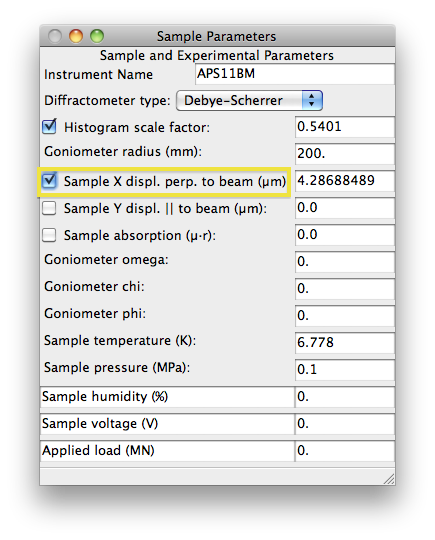 Sample Parameters
Sample and Experimental Parameters
Instrument Name APS11BM
Diffractometer type: Debye-Scherrer
Histogram scale factor: 0.5401
Goniometer radius (mm): 200.
Sample X displ. perp. to beam (μm) 4.28688489
Sample Y displ. || to beam (μm): 0.0
Sample absorption (μ·r): 0.0
Goniometer omega: 0.
Goniometer chi: 0.
Goniometer phi: 0.
Sample temperature (K): 6.778
Sample pressure (MPa): 0.1
Sample humidity (%) 0.
Sample voltage (V) 0.
Applied load (MN) 0.